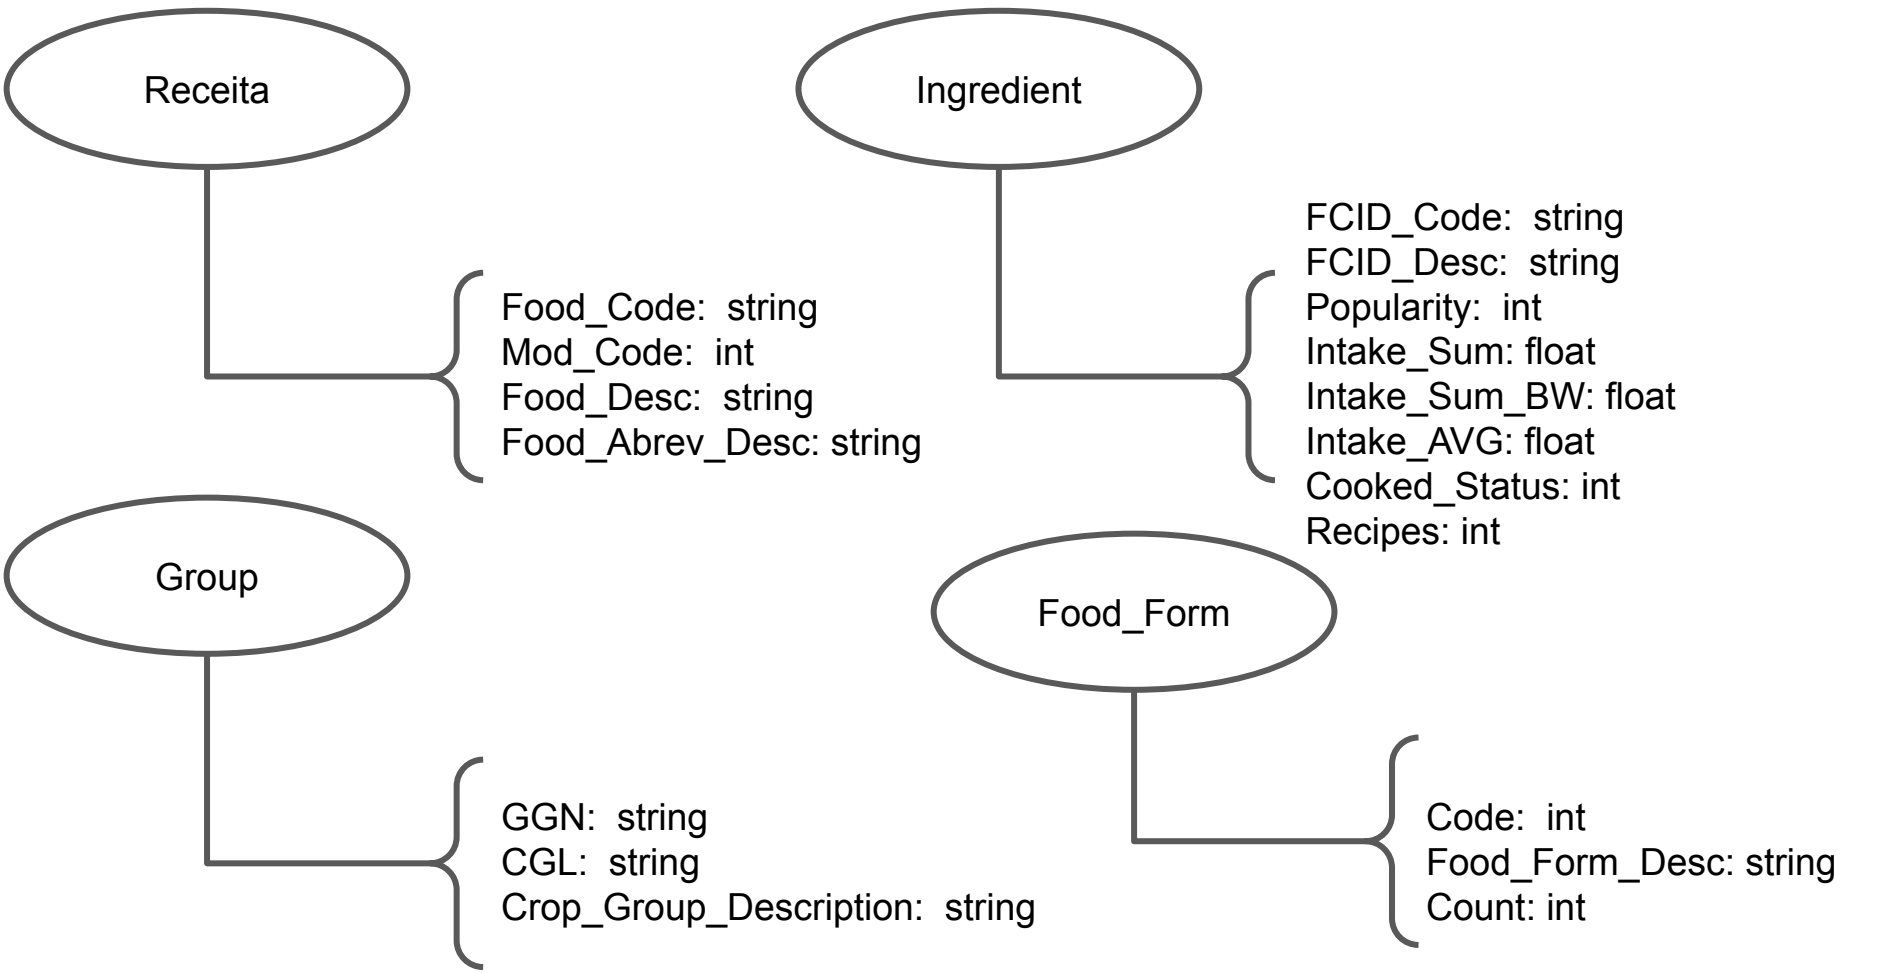 Receita
Food_Code:  string
Mod_Code:  int
Food_Desc:  string
Food_Abrev_Desc: string
Ingredient
FCID_Code:  string
FCID_Desc:  string
Popularity:  int
Intake_Sum: float
Intake_Sum_BW: float
Intake_AVG: float
Cooked_Status: int
Recipes: int
Group
GGN:  string
CGL:  string
Crop_Group_Description:  string
Food_Form
Code:  int
Food_Form_Desc: string
Count: int